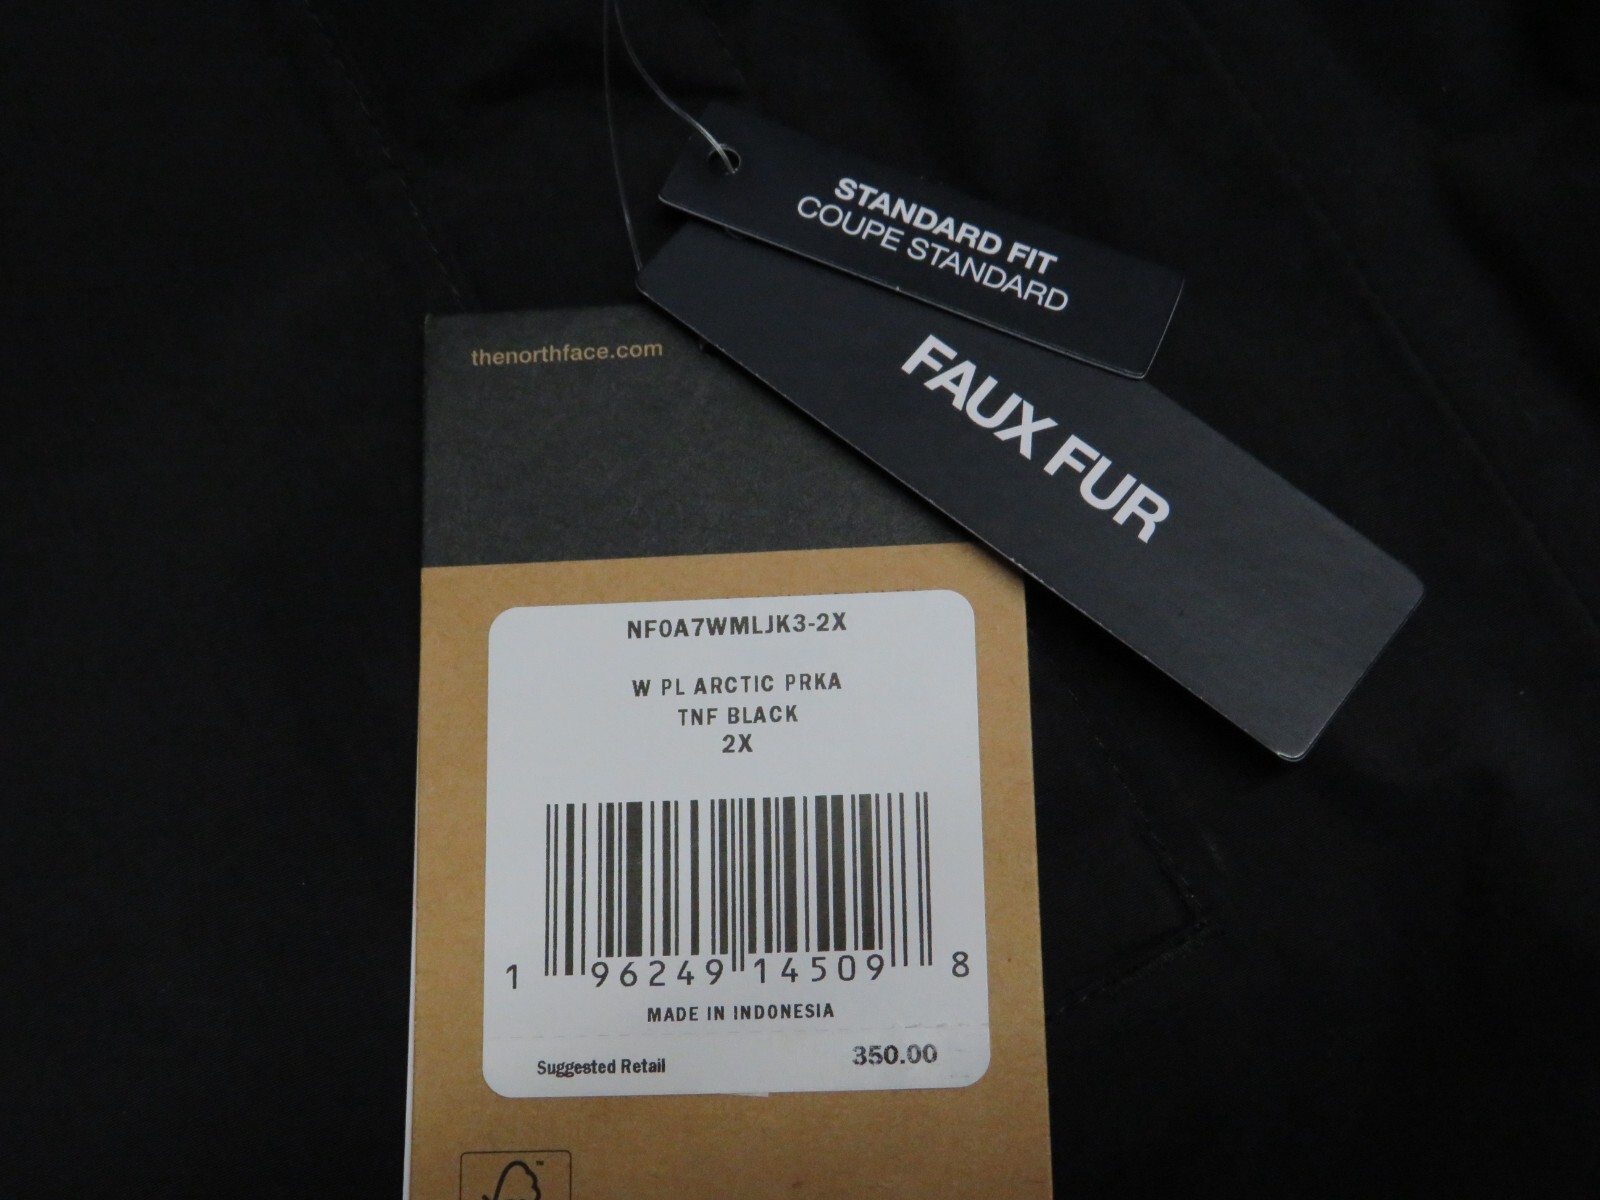 STANDARD FIT
COUPE STANDARD
FAUX FUR
thenorthface.com
NF0A7WMLJK3-2X
W PL ARCTIC PRKA
TNF BLACK
2X
1 96249 14509 8
MADE IN INDONESIA
Suggested Retail 350.00
™